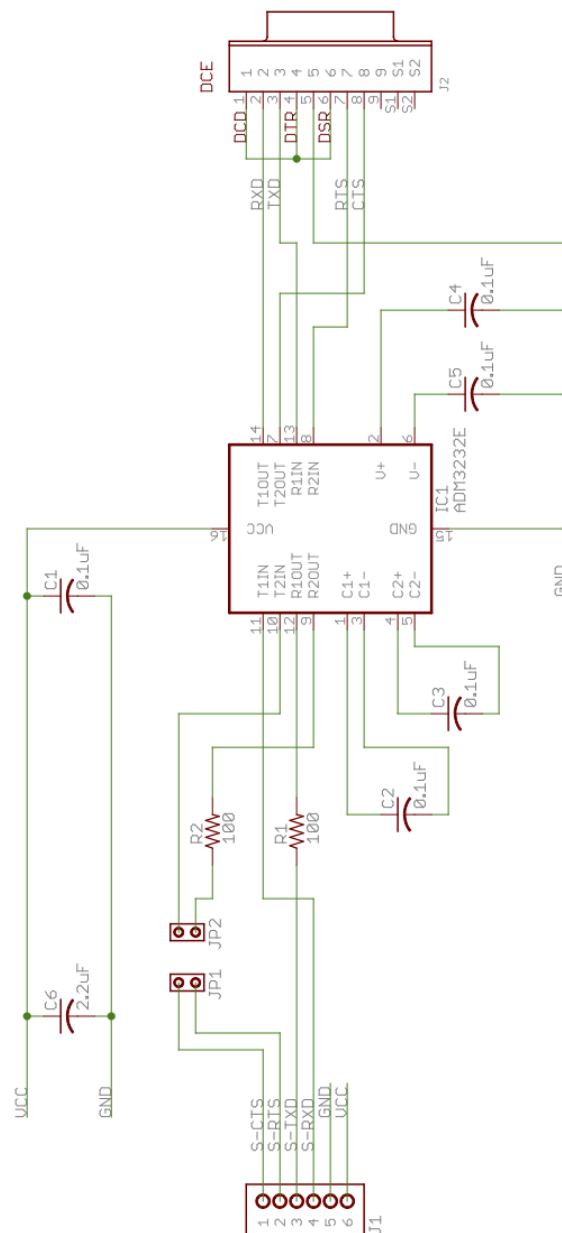 DCE
1 2 3 4 5 6 7 8 9 S1 S2
J2
1 2 3 4 5 6 7 8 9 S1 S2
DCD DTR DSR
RXD TXD RTS CTS
C4 0.1uF
C5 0.1uF
14 7 13 8 2 6
T1OUT T2OUT R1IN R2IN V+ V-
IC1
ADM3232E
16 VCC GND 15
GND
T1IN T2IN R1OUT R2OUT C1+ C1- C2+ C2-
11 10 12 9 1 3 4 5
C1 0.1uF
C3 0.1uF
C2 0.1uF
R2 100 R1 100
JP2
JP1
C6 2.2uF
VCC GND
S-CTS S-RTS S-TXD S-RXD GND VCC
1 2 3 4 5 6
J1